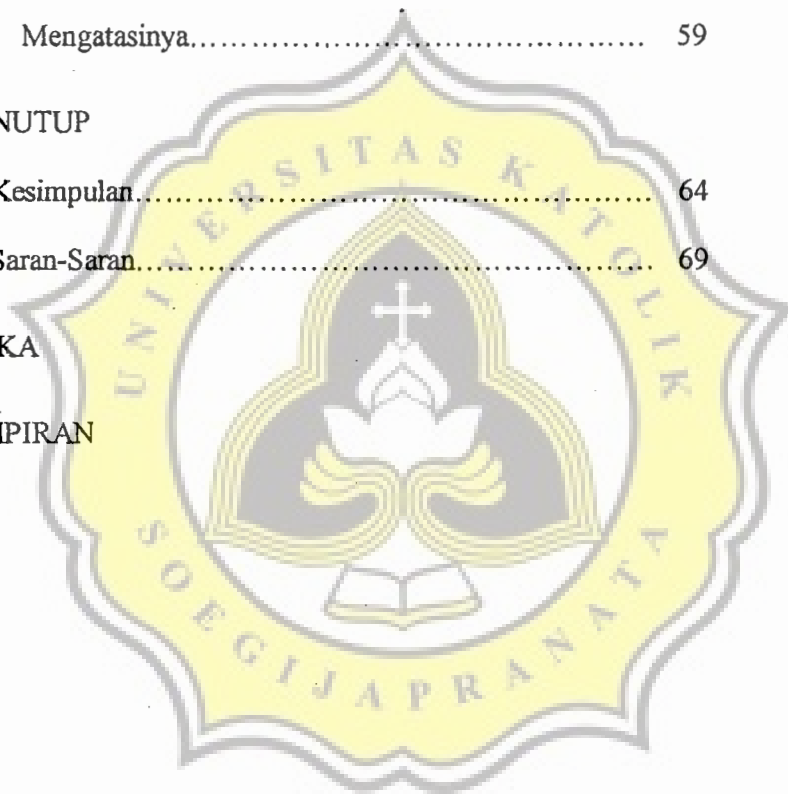 Mengatasinya................................................ 59
NUTUP
Kesimpulan.................................................... 64
Saran-Saran.................................................... 69
KA
IPIRAN
UNIVERSITAS KATOLIK
SOEGIJAPRANATA